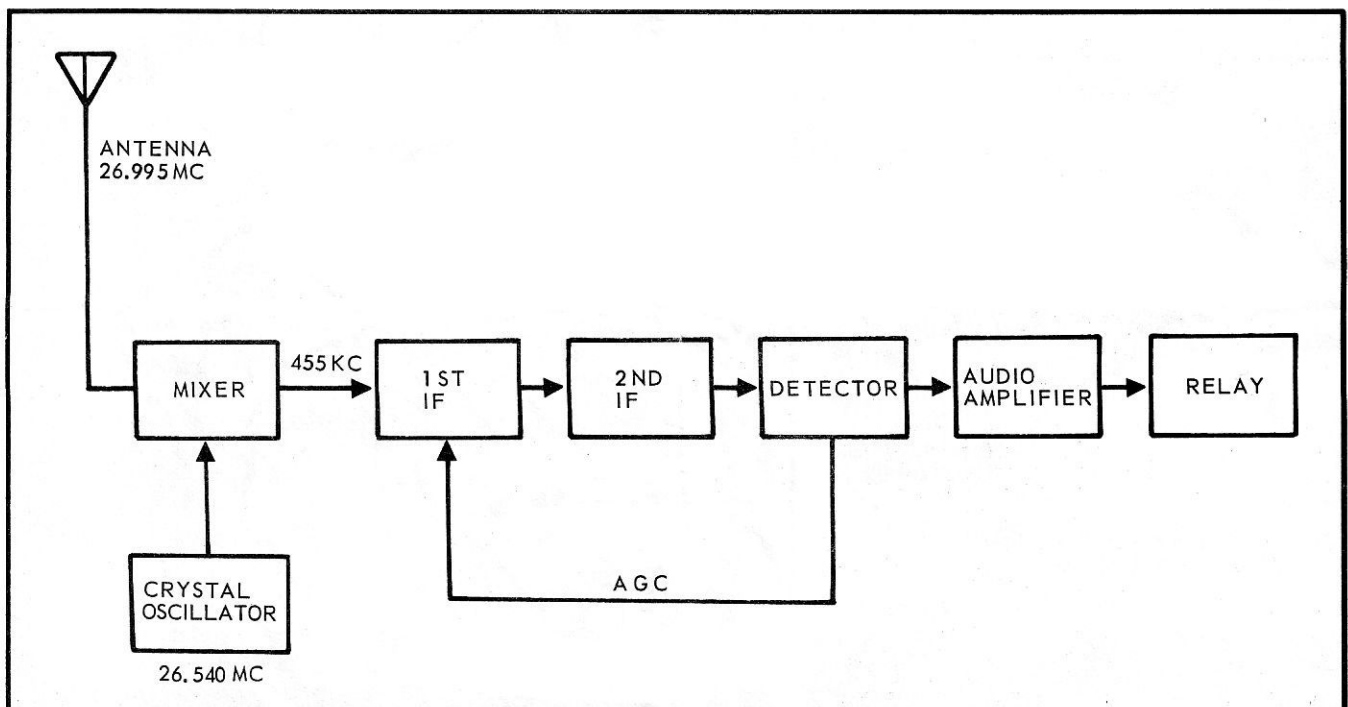 ANTENNA
26.995 MC
MIXER
455 KC
1 ST
IF
2 ND
IF
DETECTOR
AUDIO
AMPLIFIER
RELAY
CRYSTAL
OSCILLATOR
26.540 MC
AGC